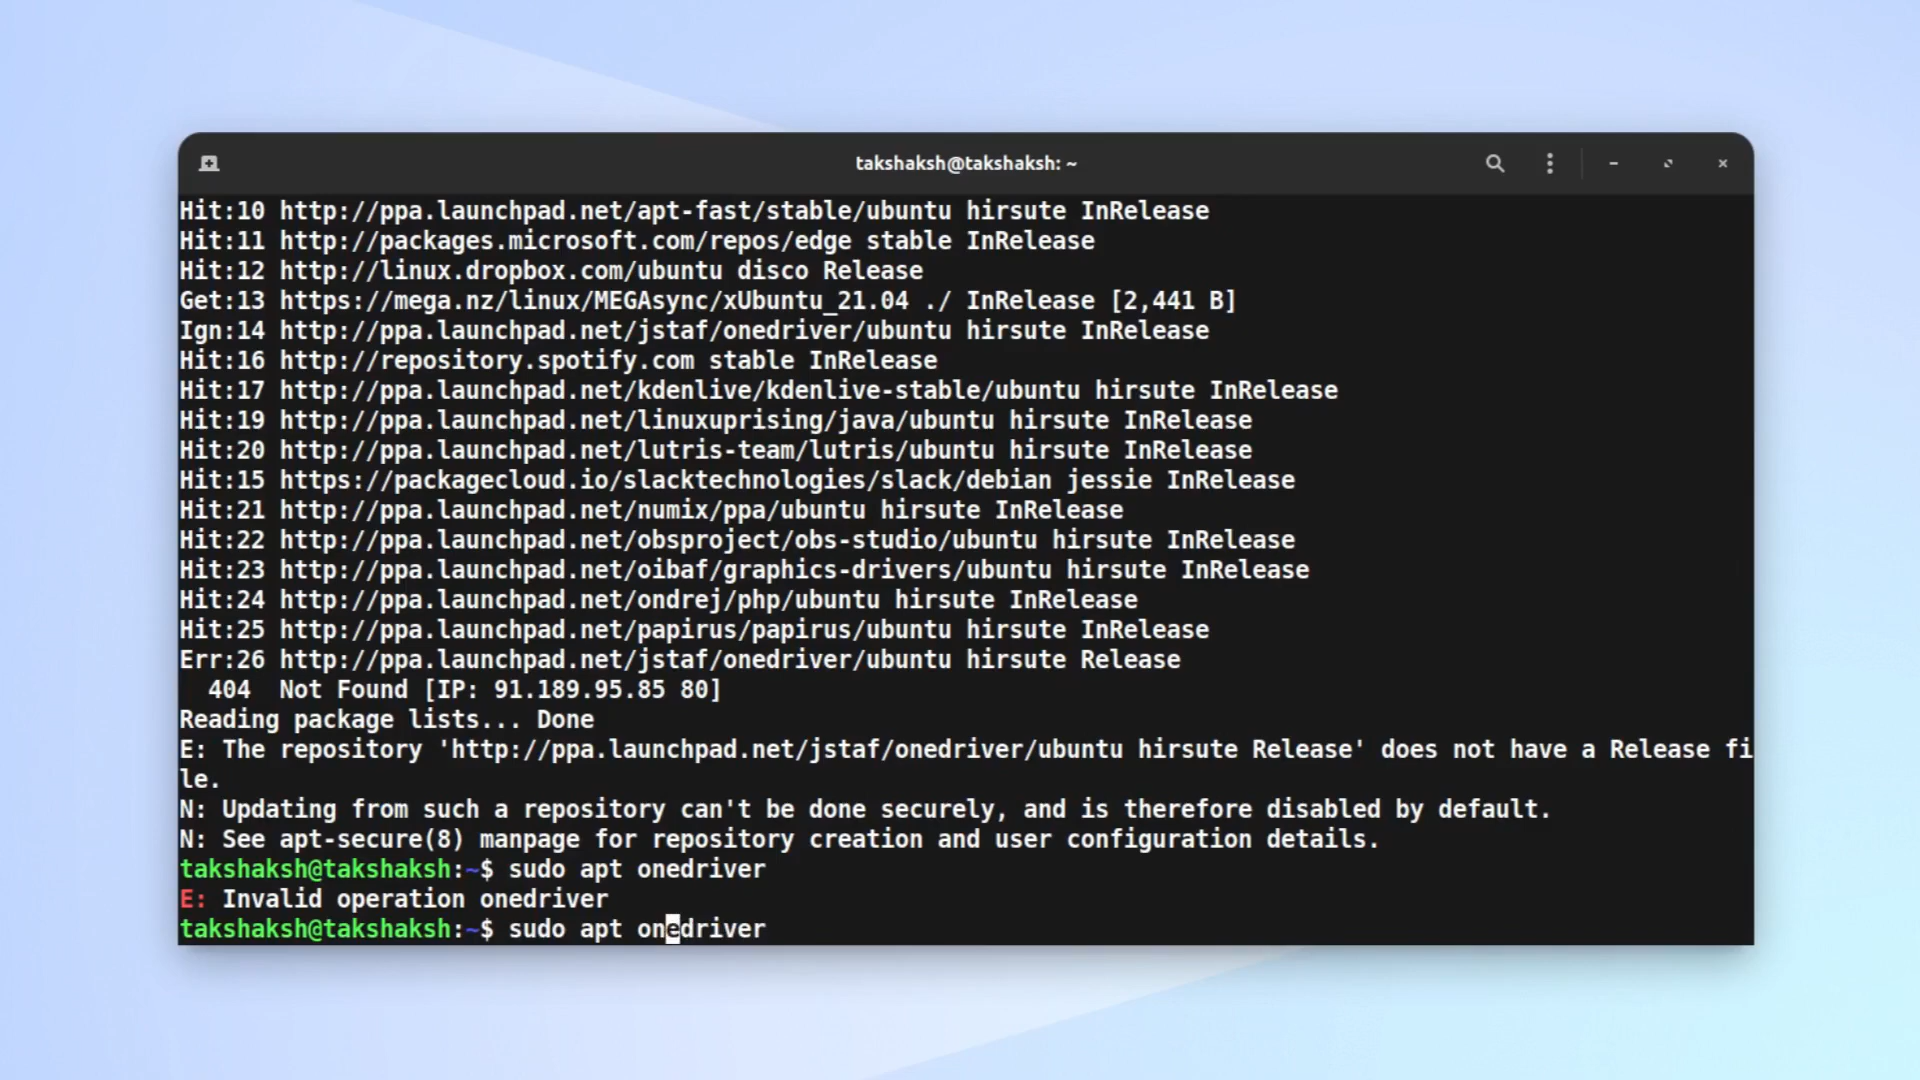 takshaksh@takshaksh: ~
Hit:10 http://ppa.launchpad.net/apt-fast/stable/ubuntu hirsute InRelease
Hit:11 http://packages.microsoft.com/repos/edge stable InRelease
Hit:12 http://linux.dropbox.com/ubuntu disco Release
Get:13 https://mega.nz/linux/MEGAsync/xUbuntu_21.04 ./ InRelease [2,441 B]
Ign:14 http://ppa.launchpad.net/jstaf/onedriver/ubuntu hirsute InRelease
Hit:16 http://repository.spotify.com stable InRelease
Hit:17 http://ppa.launchpad.net/kdenlive/kdenlive-stable/ubuntu hirsute InRelease
Hit:19 http://ppa.launchpad.net/linuxuprising/java/ubuntu hirsute InRelease
Hit:20 http://ppa.launchpad.net/lutris-team/lutris/ubuntu hirsute InRelease
Hit:15 https://packagecloud.io/slacktechnologies/slack/debian jessie InRelease
Hit:21 http://ppa.launchpad.net/numix/ppa/ubuntu hirsute InRelease
Hit:22 http://ppa.launchpad.net/obsproject/obs-studio/ubuntu hirsute InRelease
Hit:23 http://ppa.launchpad.net/oibaf/graphics-drivers/ubuntu hirsute InRelease
Hit:24 http://ppa.launchpad.net/ondrej/php/ubuntu hirsute InRelease
Hit:25 http://ppa.launchpad.net/papirus/papirus/ubuntu hirsute InRelease
Err:26 http://ppa.launchpad.net/jstaf/onedriver/ubuntu hirsute Release
  404  Not Found [IP: 91.189.95.85 80]
Reading package lists... Done
E: The repository 'http://ppa.launchpad.net/jstaf/onedriver/ubuntu hirsute Release' does not have a Release fi
le.
N: Updating from such a repository can't be done securely, and is therefore disabled by default.
N: See apt-secure(8) manpage for repository creation and user configuration details.
takshaksh@takshaksh:~$ sudo apt onedriver
E: Invalid operation onedriver
takshaksh@takshaksh:~$ sudo apt onedriver